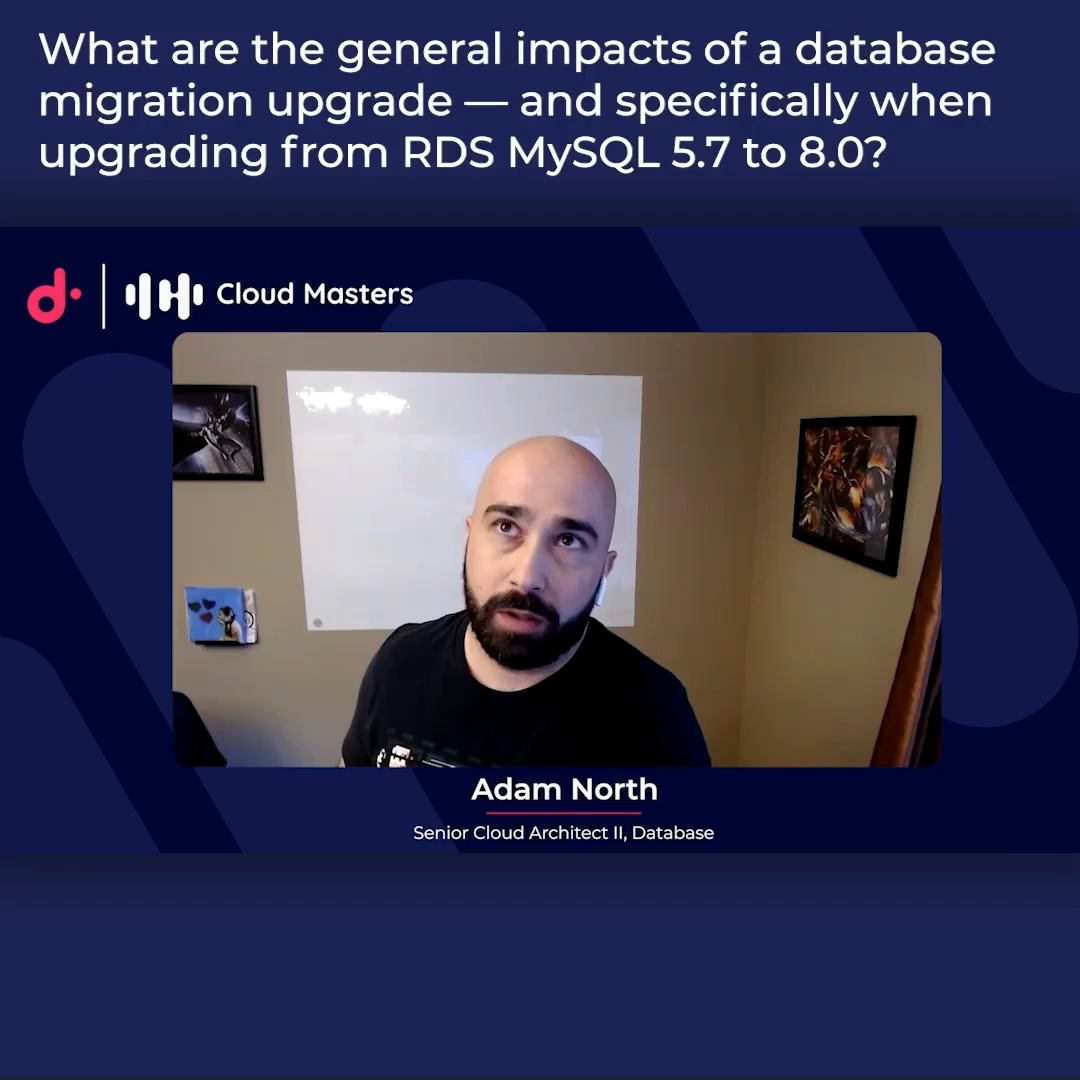 What are the general impacts of a database
migration upgrade — and specifically when
upgrading from RDS MySQL 5.7 to 8.0?
Cloud Masters
Adam North
Senior Cloud Architect II, Database